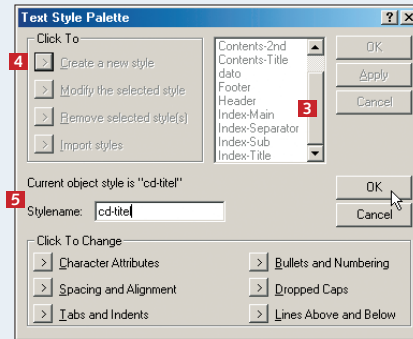 Text Style Palette
Click To
4
Create a new style
Modify the selected style
Remove selected style(s)
Import styles
Contents-2nd
Contents-Title
dato
Footer
Header
Index-Main
Index-Separator
Index-Sub
Index-Title
3
OK
Apply
Cancel
Current object style is "cd-titel"
5
Stylename: cd-titel
OK
Cancel
Click To Change
Character Attributes
Spacing and Alignment
Tabs and Indents
Bullets and Numbering
Dropped Caps
Lines Above and Below